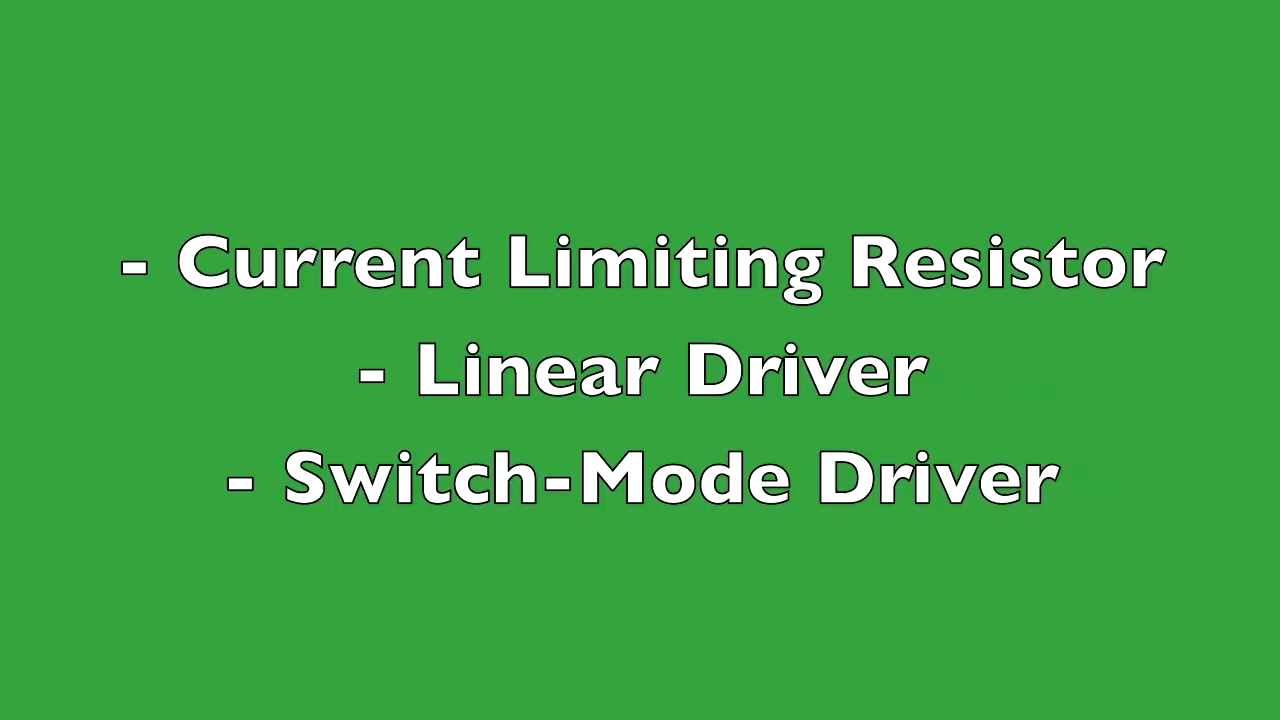 - Current Limiting Resistor
- Linear Driver
- Switch-Mode Driver